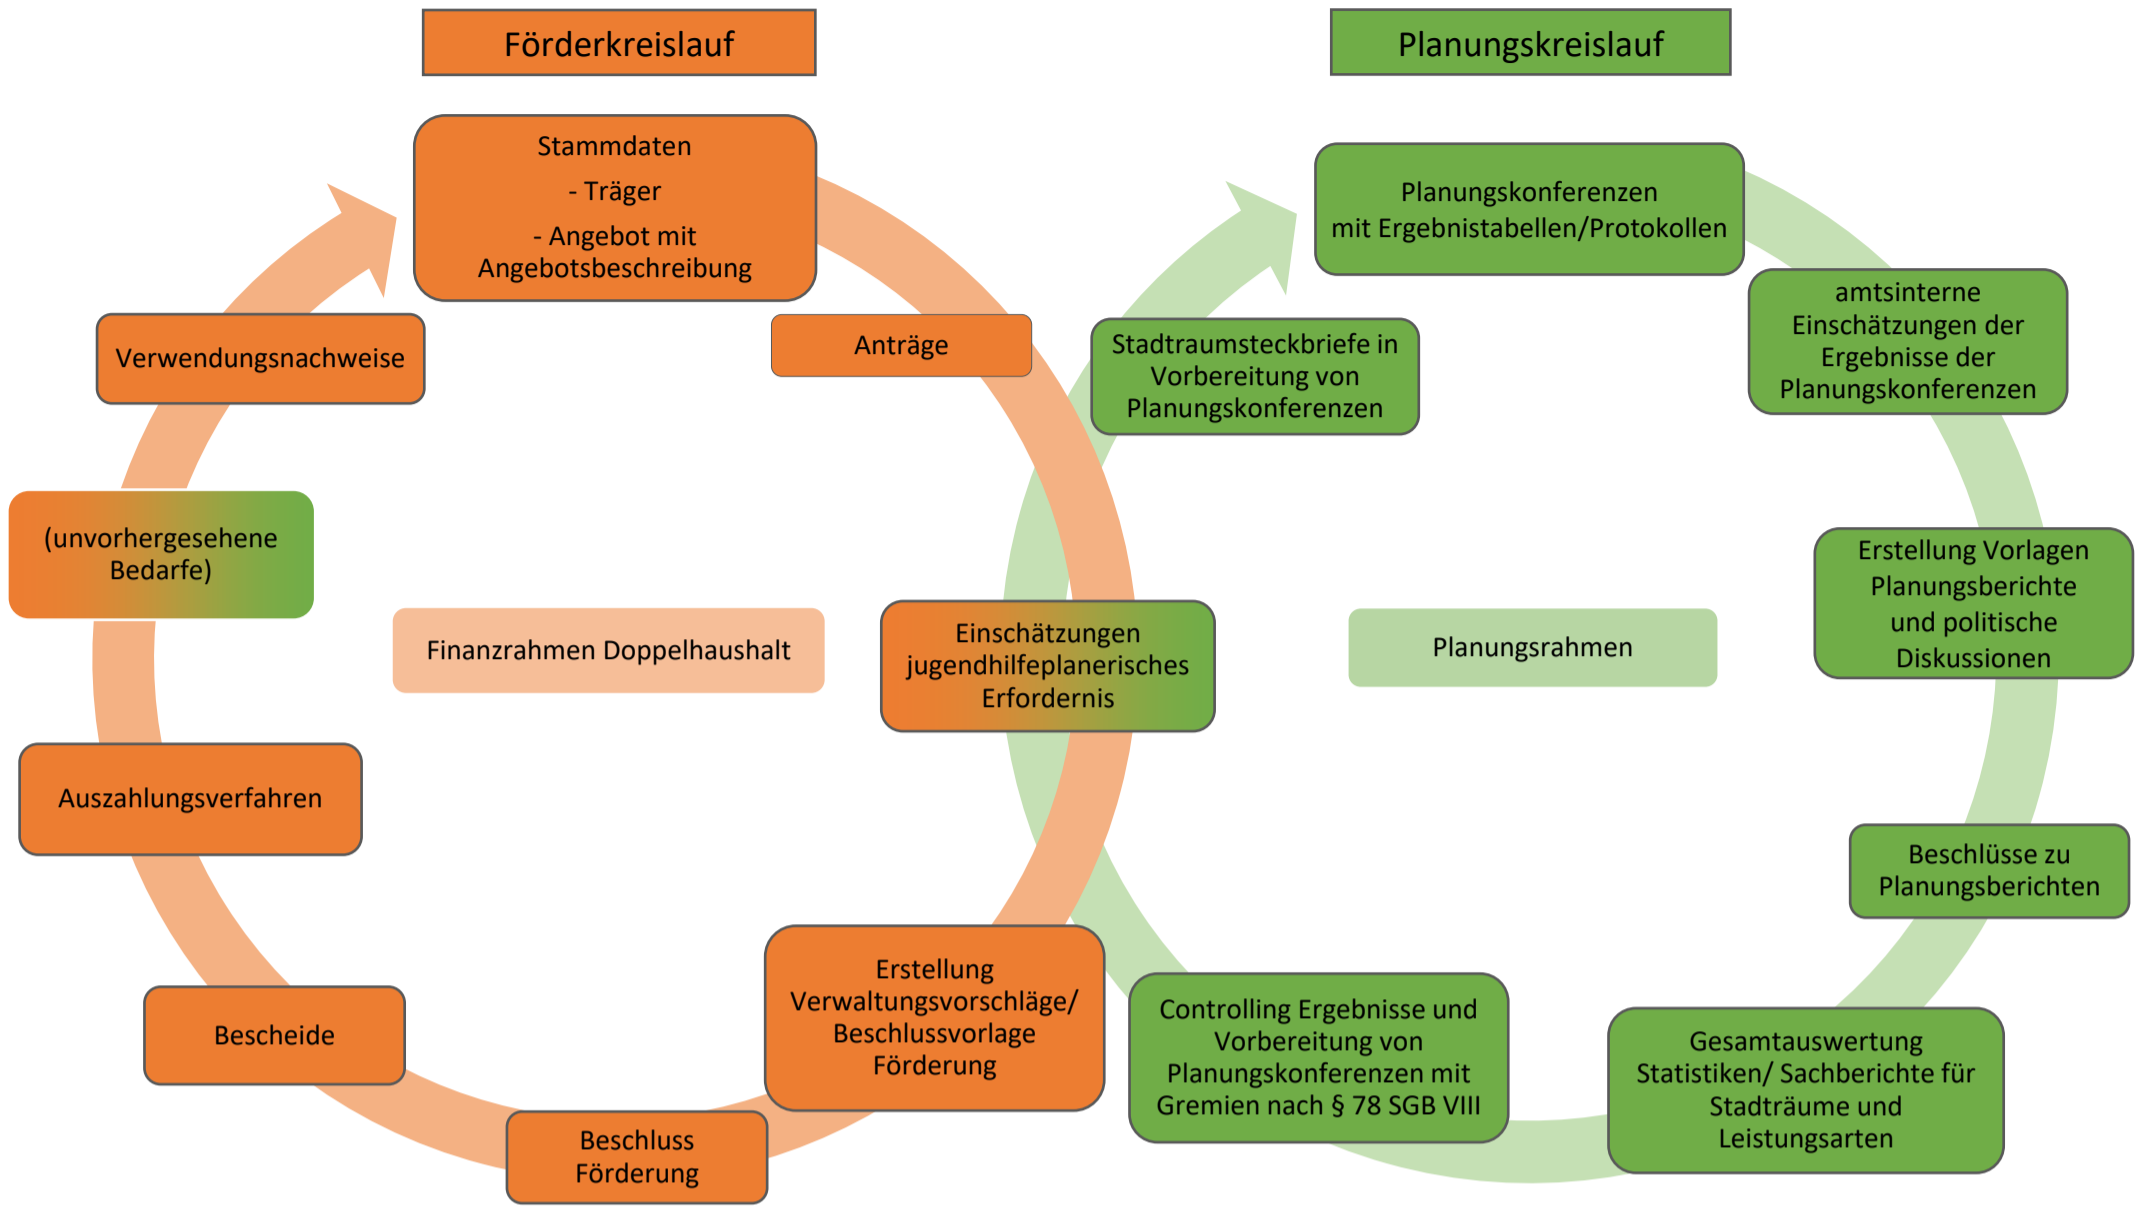 Förderkreislauf
Stammdaten
- Träger
- Angebot mit
Angebotsbeschreibung
Anträge
Einschätzungen
jugendhilfeplanerisches
Erfordernis
Erstellung
Verwaltungsvorschläge/
Beschlussvorlage
Förderung
Beschluss
Förderung
Bescheide
Auszahlungsverfahren
(unvorhergesehene
Bedarfe)
Verwendungsnachweise
Finanzrahmen Doppelhaushalt
Planungskreislauf
Planungskonferenzen
mit Ergebnistabellen/Protokollen
amtsinterne
Einschätzungen der
Ergebnisse der
Planungskonferenzen
Erstellung Vorlagen
Planungsberichte
und politische
Diskussionen
Beschlüsse zu
Planungsberichten
Gesamtauswertung
Statistiken/ Sachberichte für
Stadträume und
Leistungsarten
Controlling Ergebnisse und
Vorbereitung von
Planungskonferenzen mit
Gremien nach § 78 SGB VIII
Stadtraumsteckbriefe in
Vorbereitung von
Planungskonferenzen
Planungsrahmen